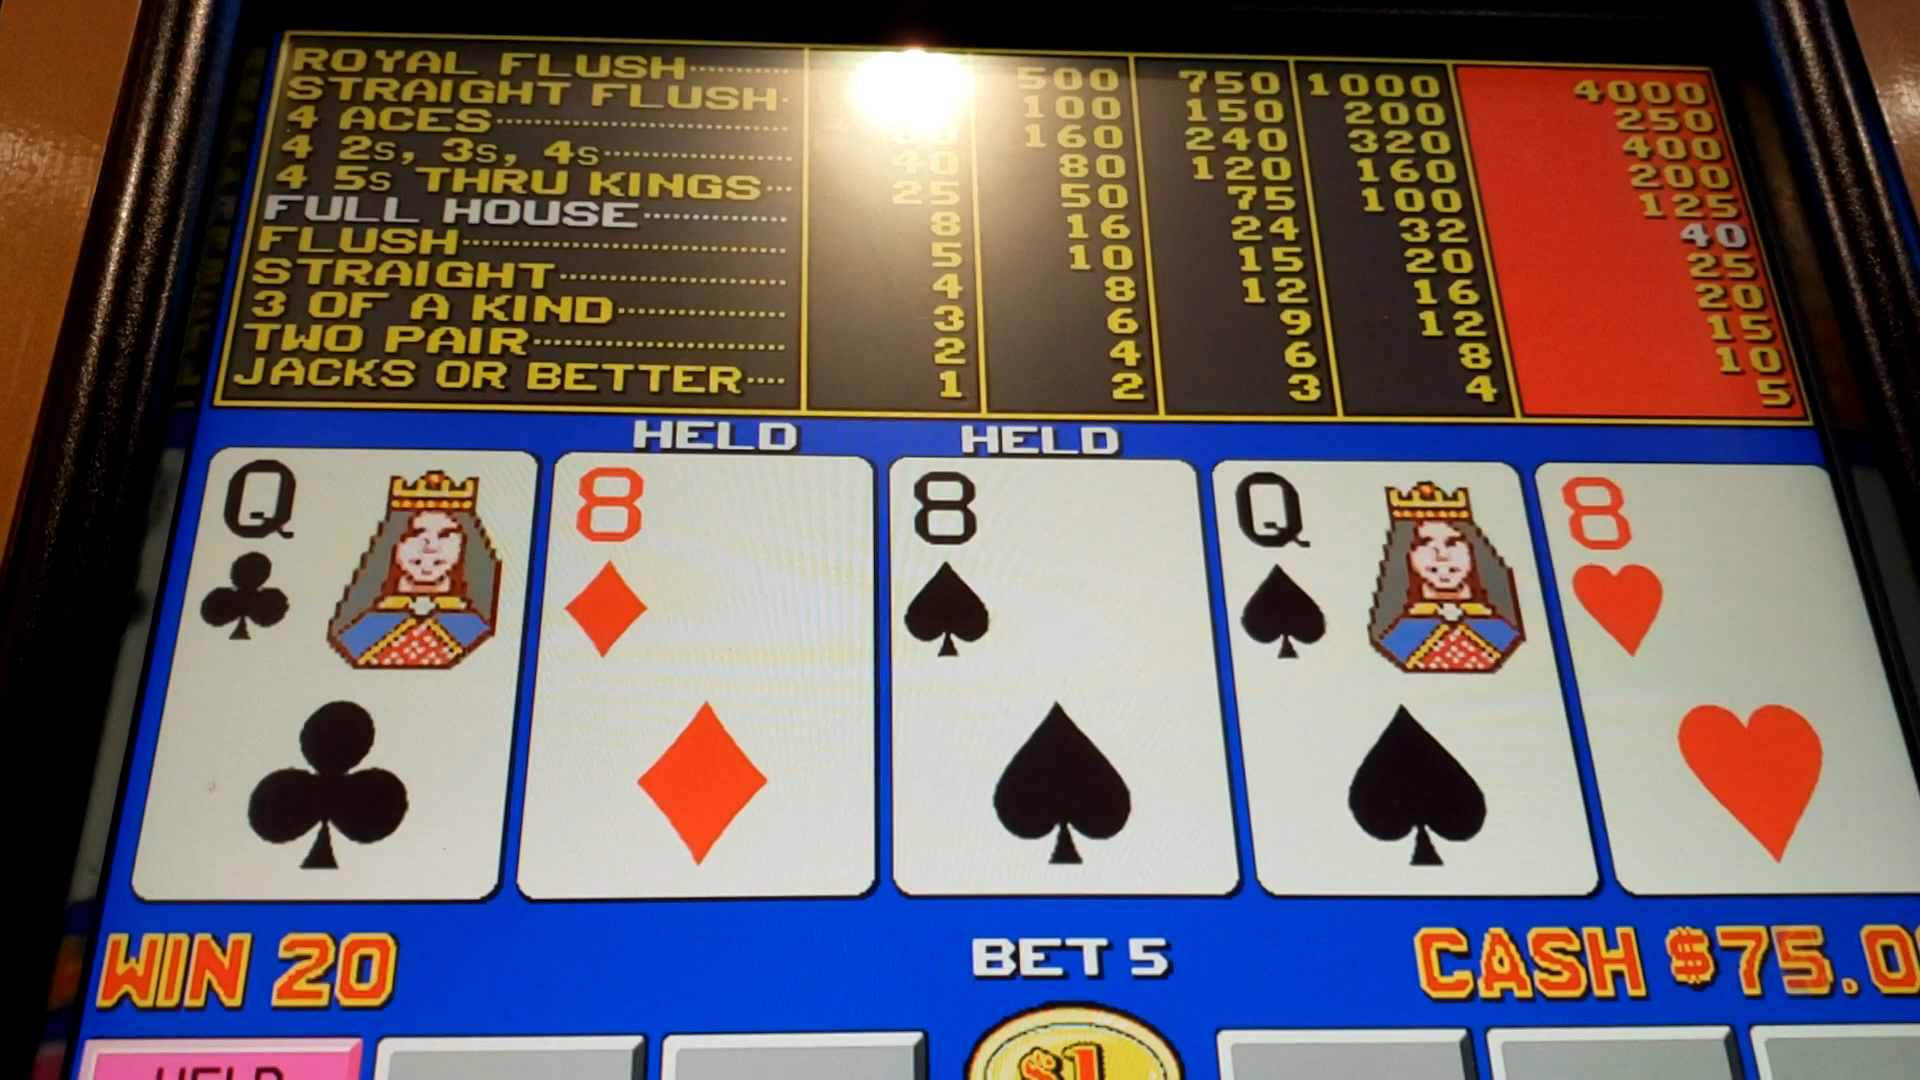 ROYAL FLUSH 500 750 1000 4000
STRAIGHT FLUSH 100 150 200 250
4 ACES 160 240 320 400
4 2s, 3s, 4s 40 80 120 160 200
4 5s THRU KINGS 25 50 75 100 125
FULL HOUSE 8 16 24 32 40
FLUSH 5 10 15 20 25
STRAIGHT 4 8 12 16 20
3 OF A KIND 3 6 9 12 15
TWO PAIR 2 4 6 8 10
JACKS OR BETTER 1 2 3 4 5
HELD HELD
Q 8 8 Q 8
WIN 20 BET 5 CASH $75.0
$1
HELD